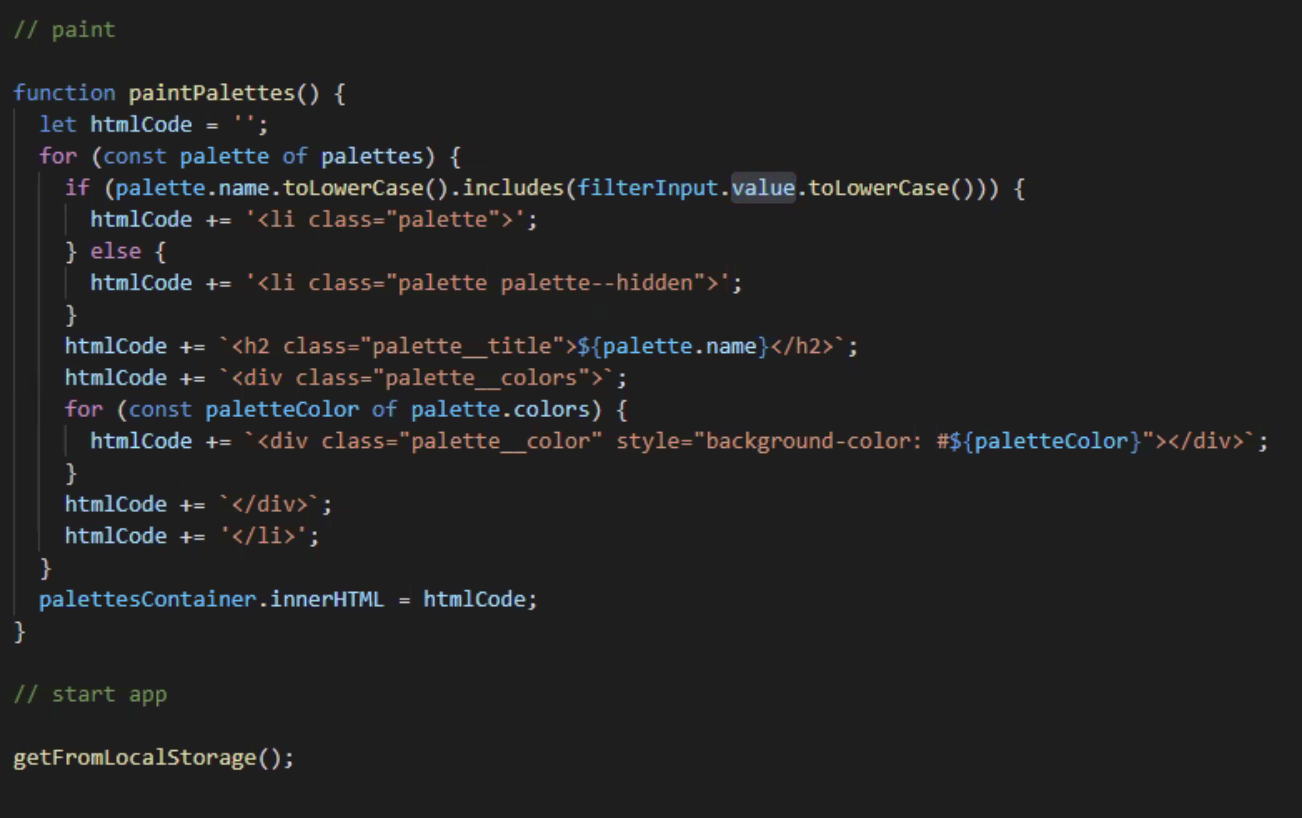 // paint
function paintPalettes() {
let htmlCode = '';
for (const palette of palettes) {
if (palette.name.toLowerCase().includes(filterInput.value.toLowerCase())) {
htmlCode += '<li class="palette">';
} else {
htmlCode += '<li class="palette palette--hidden">';
}
htmlCode += `<h2 class="palette__title">${palette.name}</h2>`;
htmlCode += `<div class="palette__colors">`;
for (const paletteColor of palette.colors) {
htmlCode += `<div class="palette__color" style="background-color: #${paletteColor}"></div>`;
}
htmlCode += `</div>`;
htmlCode += '</li>';
}
palettesContainer.innerHTML = htmlCode;
}
// start app
getFromLocalStorage();